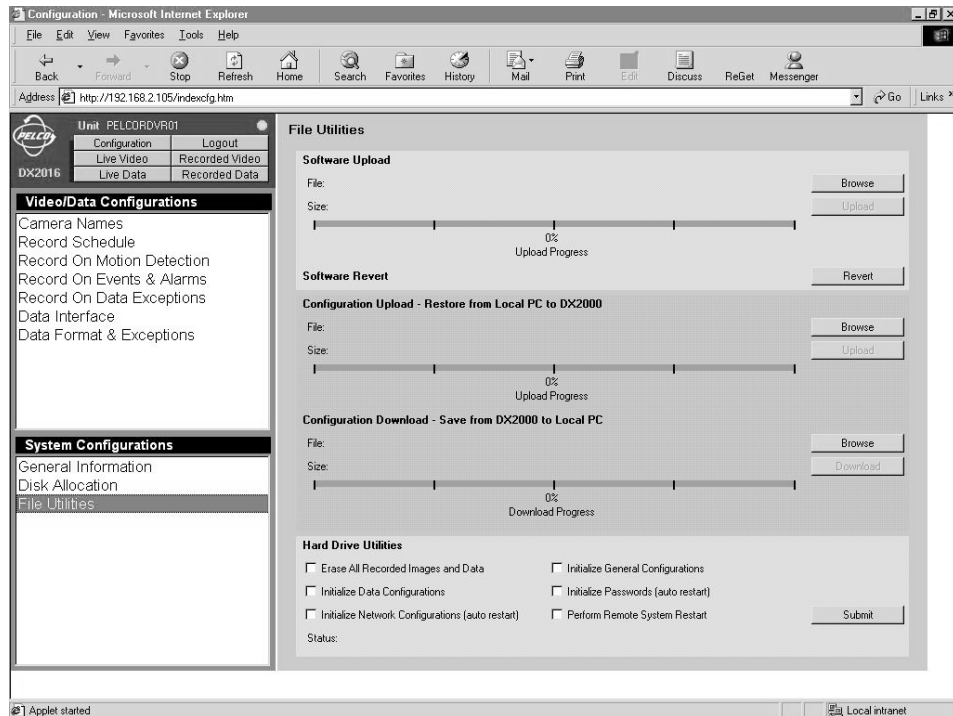 Configuration - Microsoft Internet Explorer
File Edit View Favorites Tools Help
Back Forward Stop Refresh Home Search Favorites History Mail Print Edit Discuss ReGet Messenger
Address http://192.168.2.105/indexcfg.htm Go Links »
PELCO
DX2016
Unit PELCORDVR01
Configuration Logout
Live Video Recorded Video
Live Data Recorded Data
Video/Data Configurations
Camera Names
Record Schedule
Record On Motion Detection
Record On Events & Alarms
Record On Data Exceptions
Data Interface
Data Format & Exceptions
System Configurations
General Information
Disk Allocation
File Utilities
File Utilities
Software Upload
File: Browse
Size: Upload
0%
Upload Progress
Software Revert Revert
Configuration Upload - Restore from Local PC to DX2000
File: Browse
Size: Upload
0%
Upload Progress
Configuration Download - Save from DX2000 to Local PC
File: Browse
Size: Download
0%
Download Progress
Hard Drive Utilities
Erase All Recorded Images and Data Initialize General Configurations
Initialize Data Configurations Initialize Passwords (auto restart)
Initialize Network Configurations (auto restart) Perform Remote System Restart Submit
Status:
Applet started Local intranet